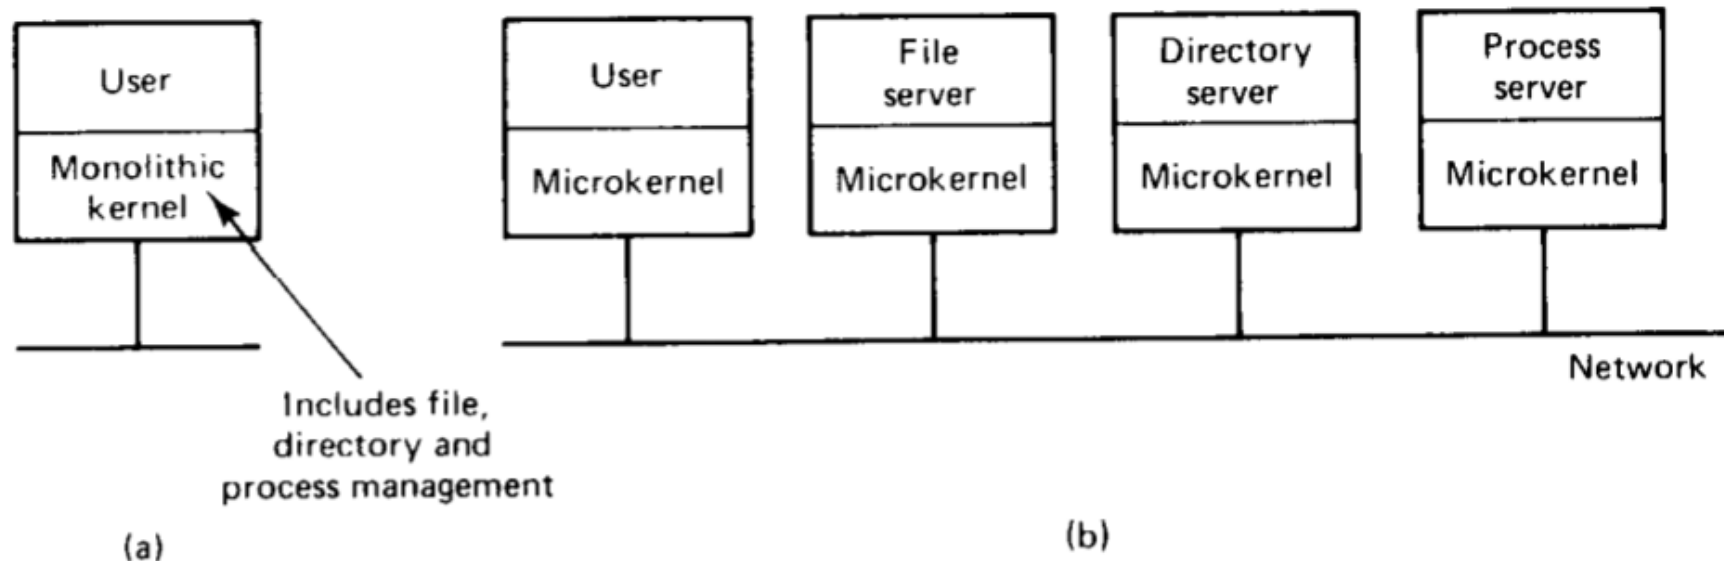 User
Monolithic
kernel
Includes file,
directory and
process management
(a)
User
Microkernel
File
server
Microkernel
Directory
server
Microkernel
Process
server
Microkernel
Network
(b)